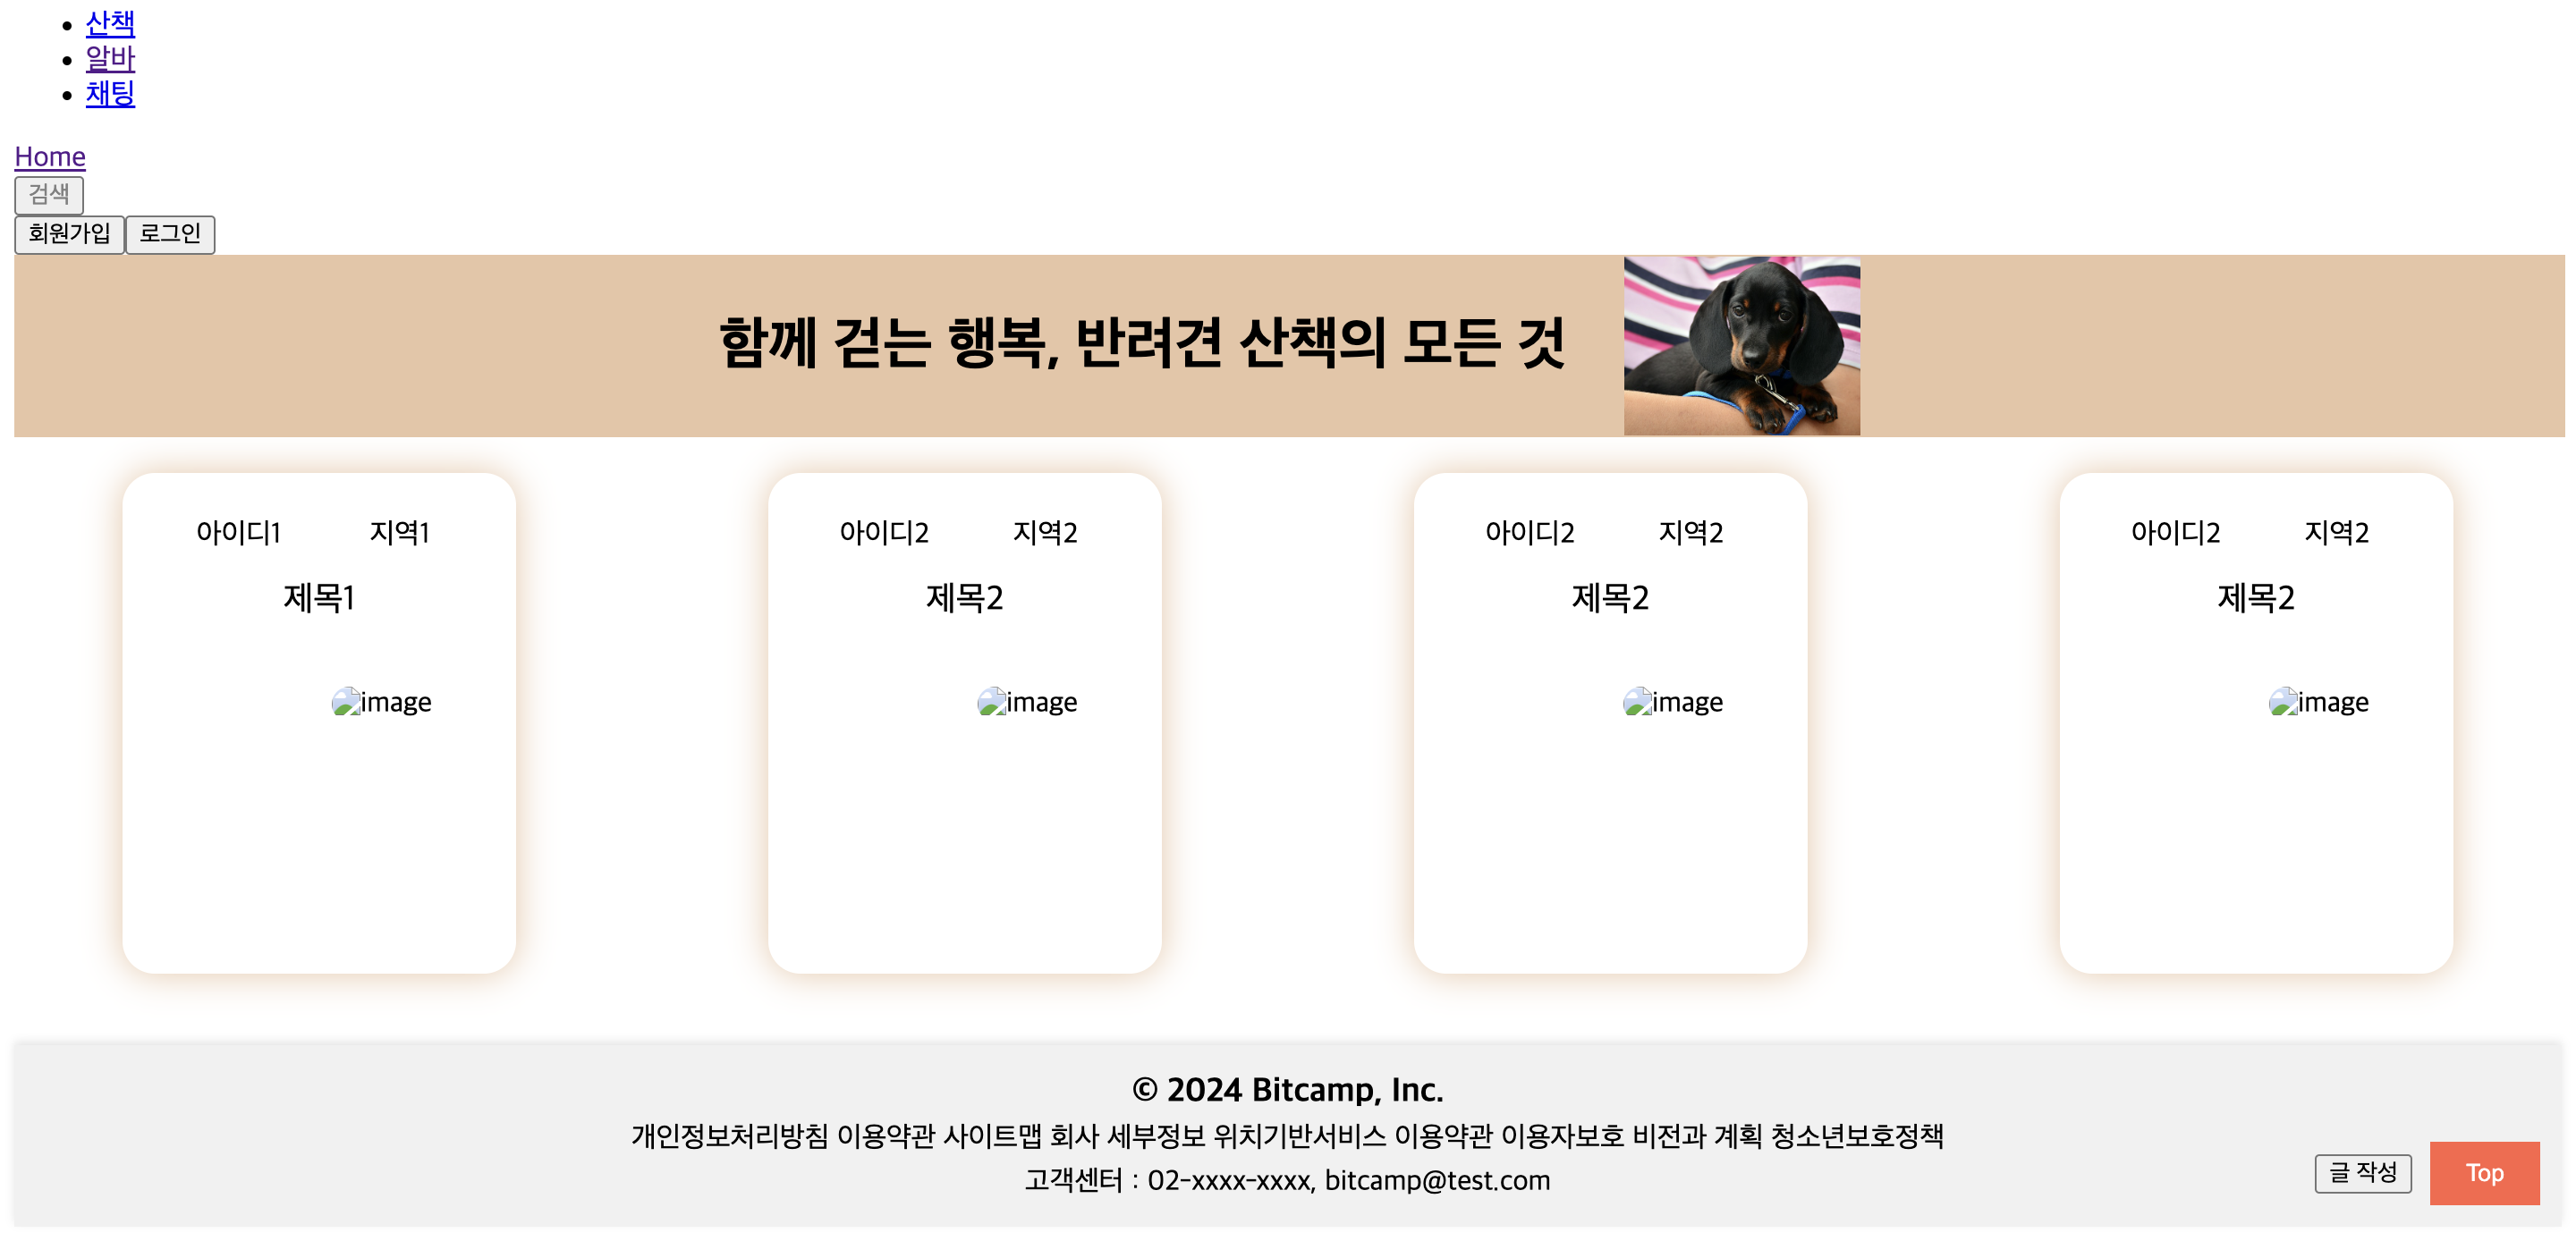 산책
알바
채팅
Home
검색
회원가입 로그인
함께 걷는 행복, 반려견 산책의 모든 것
아이디1 지역1
제목1
image
아이디2 지역2
제목2
image
아이디2 지역2
제목2
image
아이디2 지역2
제목2
image
© 2024 Bitcamp, Inc.
개인정보처리방침 이용약관 사이트맵 회사 세부정보 위치기반서비스 이용약관 이용자보호 비전과 계획 청소년보호정책
고객센터 : 02-xxxx-xxxx, bitcamp@test.com
글 작성
Top